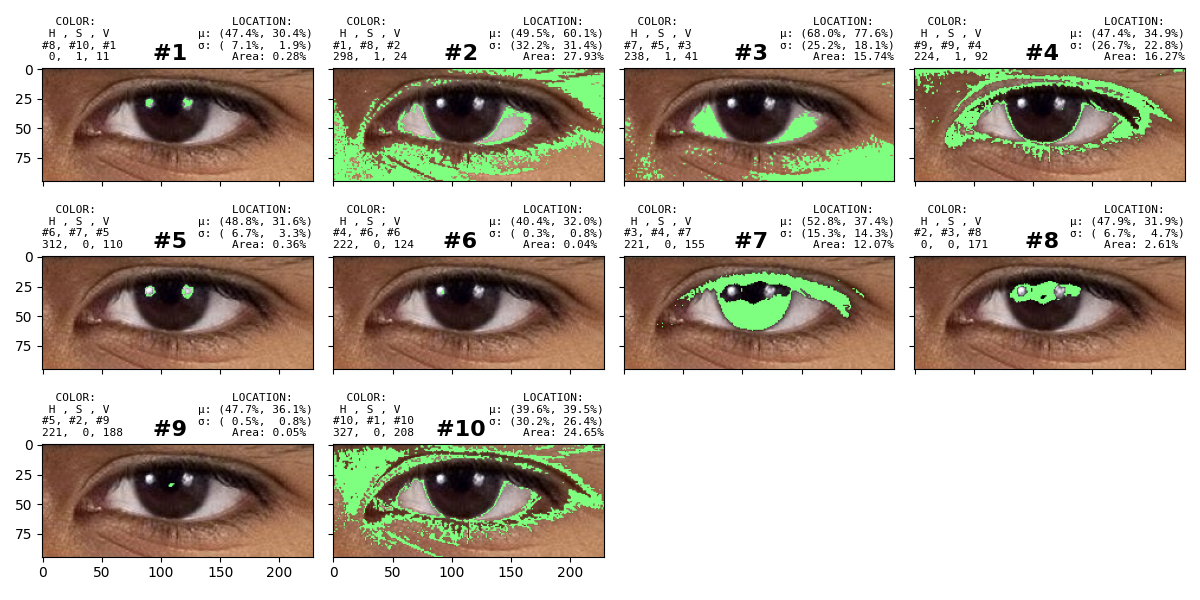 COLOR: LOCATION: COLOR: LOCATION: COLOR: LOCATION: COLOR: LOCATION:
H , S , V μ: (47.4%, 30.4%) H , S , V μ: (49.5%, 60.1%) H , S , V μ: (68.0%, 77.6%) H , S , V μ: (47.4%, 34.9%)
#8, #10, #1 #1 σ: ( 7.1%, 1.9%) #1, #8, #2 #2 σ: (32.2%, 31.4%) #7, #5, #3 #3 σ: (25.2%, 18.1%) #9, #9, #4 #4 σ: (26.7%, 22.8%)
0, 1, 11 Area: 0.28% 298, 1, 24 Area: 27.93% 238, 1, 41 Area: 15.74% 224, 1, 92 Area: 16.27%
0
25
50
75
COLOR: LOCATION: COLOR: LOCATION: COLOR: LOCATION: COLOR: LOCATION:
H , S , V μ: (48.8%, 31.6%) H , S , V μ: (40.4%, 32.0%) H , S , V μ: (52.8%, 37.4%) H , S , V μ: (47.9%, 31.9%)
#6, #7, #5 #5 σ: ( 6.7%, 3.3%) #4, #6, #6 #6 σ: ( 0.3%, 0.8%) #3, #4, #7 #7 σ: (15.3%, 14.3%) #2, #3, #8 #8 σ: ( 6.7%, 4.7%)
312, 0, 110 Area: 0.36% 222, 0, 124 Area: 0.04% 221, 0, 155 Area: 12.07% 0, 0, 171 Area: 2.61%
0
25
50
75
COLOR: LOCATION: COLOR: LOCATION:
H , S , V μ: (47.7%, 36.1%) H , S , V μ: (39.6%, 39.5%)
#5, #2, #9 #9 σ: ( 0.5%, 0.8%) #10, #1, #10 #10 σ: (30.2%, 26.4%)
221, 0, 188 Area: 0.05% 327, 0, 208 Area: 24.65%
0
25
50
75
0 50 100 150 200 0 50 100 150 200